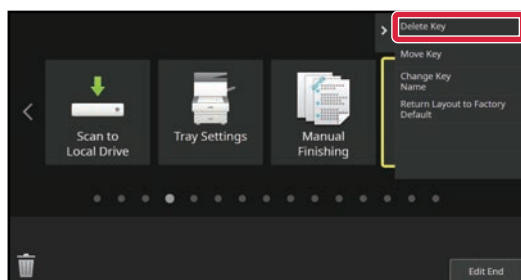 Delete Key
Move Key
Change Key
Name
Return Layout to Factory
Default
Scan to
Local Drive
Tray Settings
Manual
Finishing
Edit End